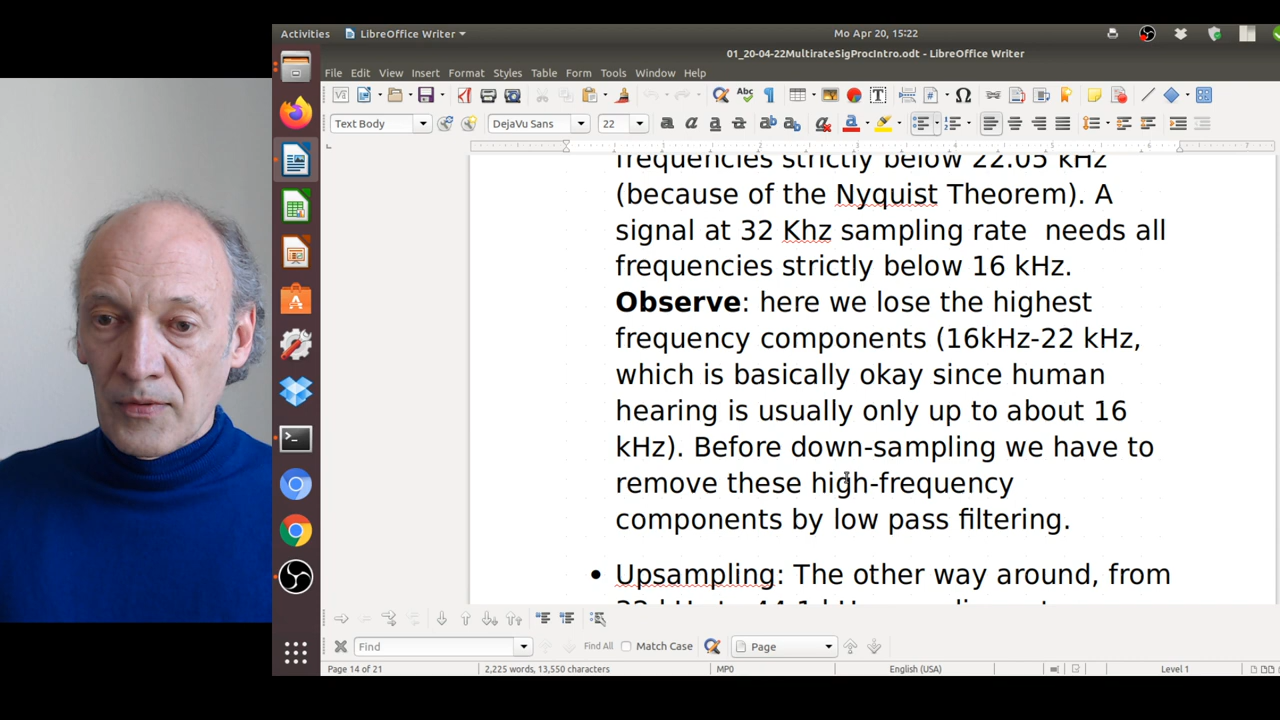 Activities LibreOffice Writer Mo Apr 20, 15:22
01_20-04-22MultirateSigProcIntro.odt - LibreOffice Writer
File Edit View Insert Format Styles Table Form Tools Window Help
Text Body DejaVu Sans 22
frequencies strictly below 22.05 kHz
(because of the Nyquist Theorem). A
signal at 32 Khz sampling rate needs all
frequencies strictly below 16 kHz.
Observe: here we lose the highest
frequency components (16kHz-22 kHz,
which is basically okay since human
hearing is usually only up to about 16
kHz). Before down-sampling we have to
remove these high-frequency
components by low pass filtering.
• Upsampling: The other way around, from
Find Find All Match Case Page
Page 14 of 21 2,225 words, 13,550 characters MP0 English (USA) Level 1